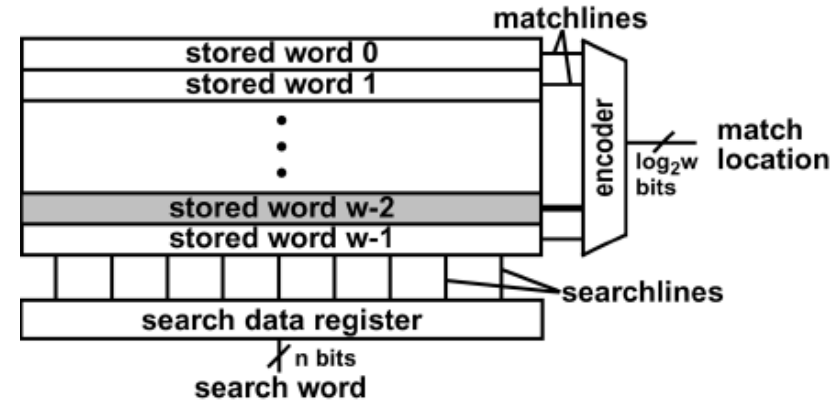 matchlines
stored word 0
stored word 1
encoder
match
location
log₂w
bits
stored word w-2
stored word w-1
searchlines
search data register
n bits
search word